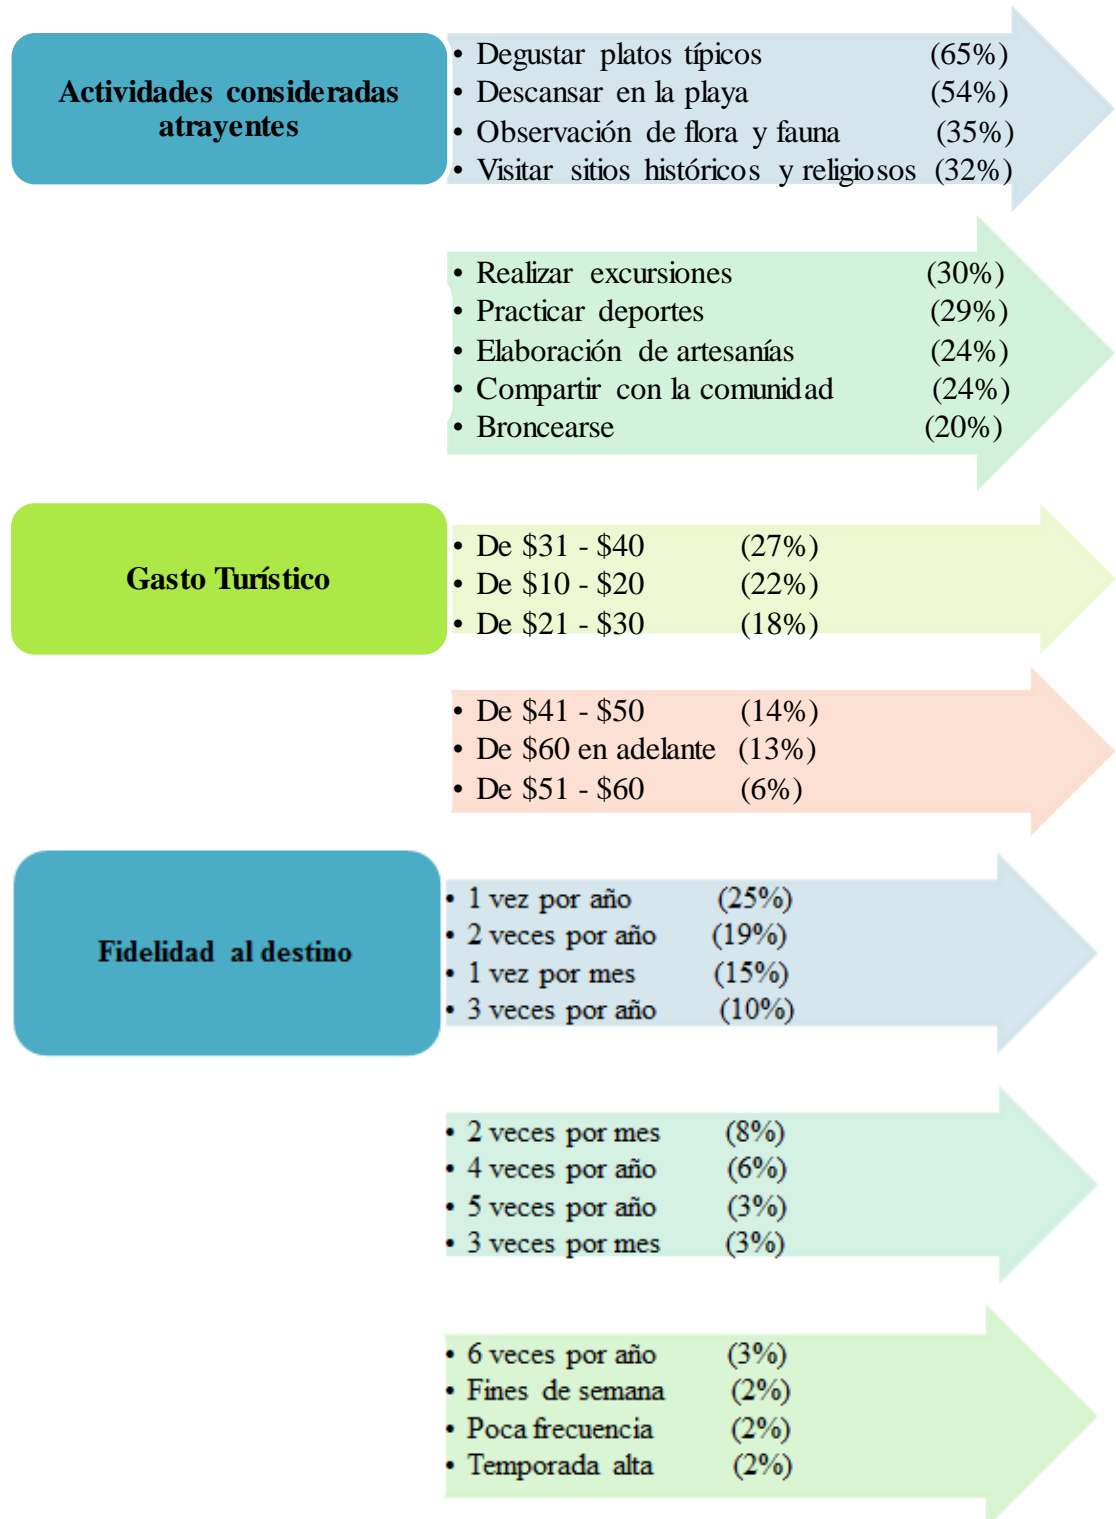 Actividades consideradas
atrayentes
• Degustar platos típicos (65%)
• Descansar en la playa (54%)
• Observación de flora y fauna (35%)
• Visitar sitios históricos y religiosos (32%)
• Realizar excursiones (30%)
• Practicar deportes (29%)
• Elaboración de artesanías (24%)
• Compartir con la comunidad (24%)
• Broncearse (20%)
Gasto Turístico
• De $31 - $40 (27%)
• De $10 - $20 (22%)
• De $21 - $30 (18%)
• De $41 - $50 (14%)
• De $60 en adelante (13%)
• De $51 - $60 (6%)
Fidelidad al destino
• 1 vez por año (25%)
• 2 veces por año (19%)
• 1 vez por mes (15%)
• 3 veces por año (10%)
• 2 veces por mes (8%)
• 4 veces por año (6%)
• 5 veces por año (3%)
• 3 veces por mes (3%)
• 6 veces por año (3%)
• Fines de semana (2%)
• Poca frecuencia (2%)
• Temporada alta (2%)